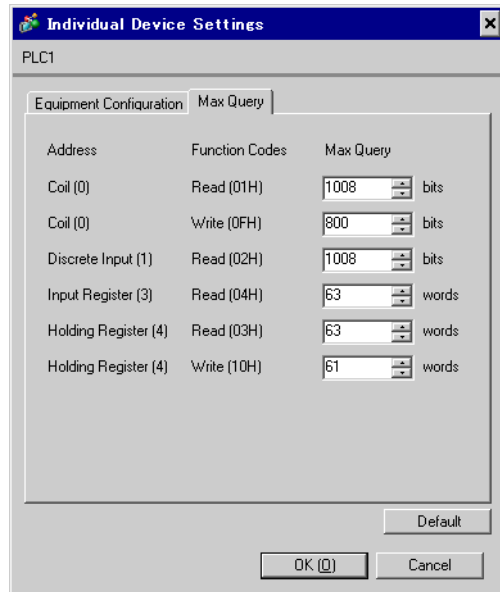 Individual Device Settings
PLC1
Equipment Configuration Max Query
Address Function Codes Max Query
Coil (0) Read (01H) 1008 bits
Coil (0) Write (0FH) 800 bits
Discrete Input (1) Read (02H) 1008 bits
Input Register (3) Read (04H) 63 words
Holding Register (4) Read (03H) 63 words
Holding Register (4) Write (10H) 61 words
Default
OK (O) Cancel